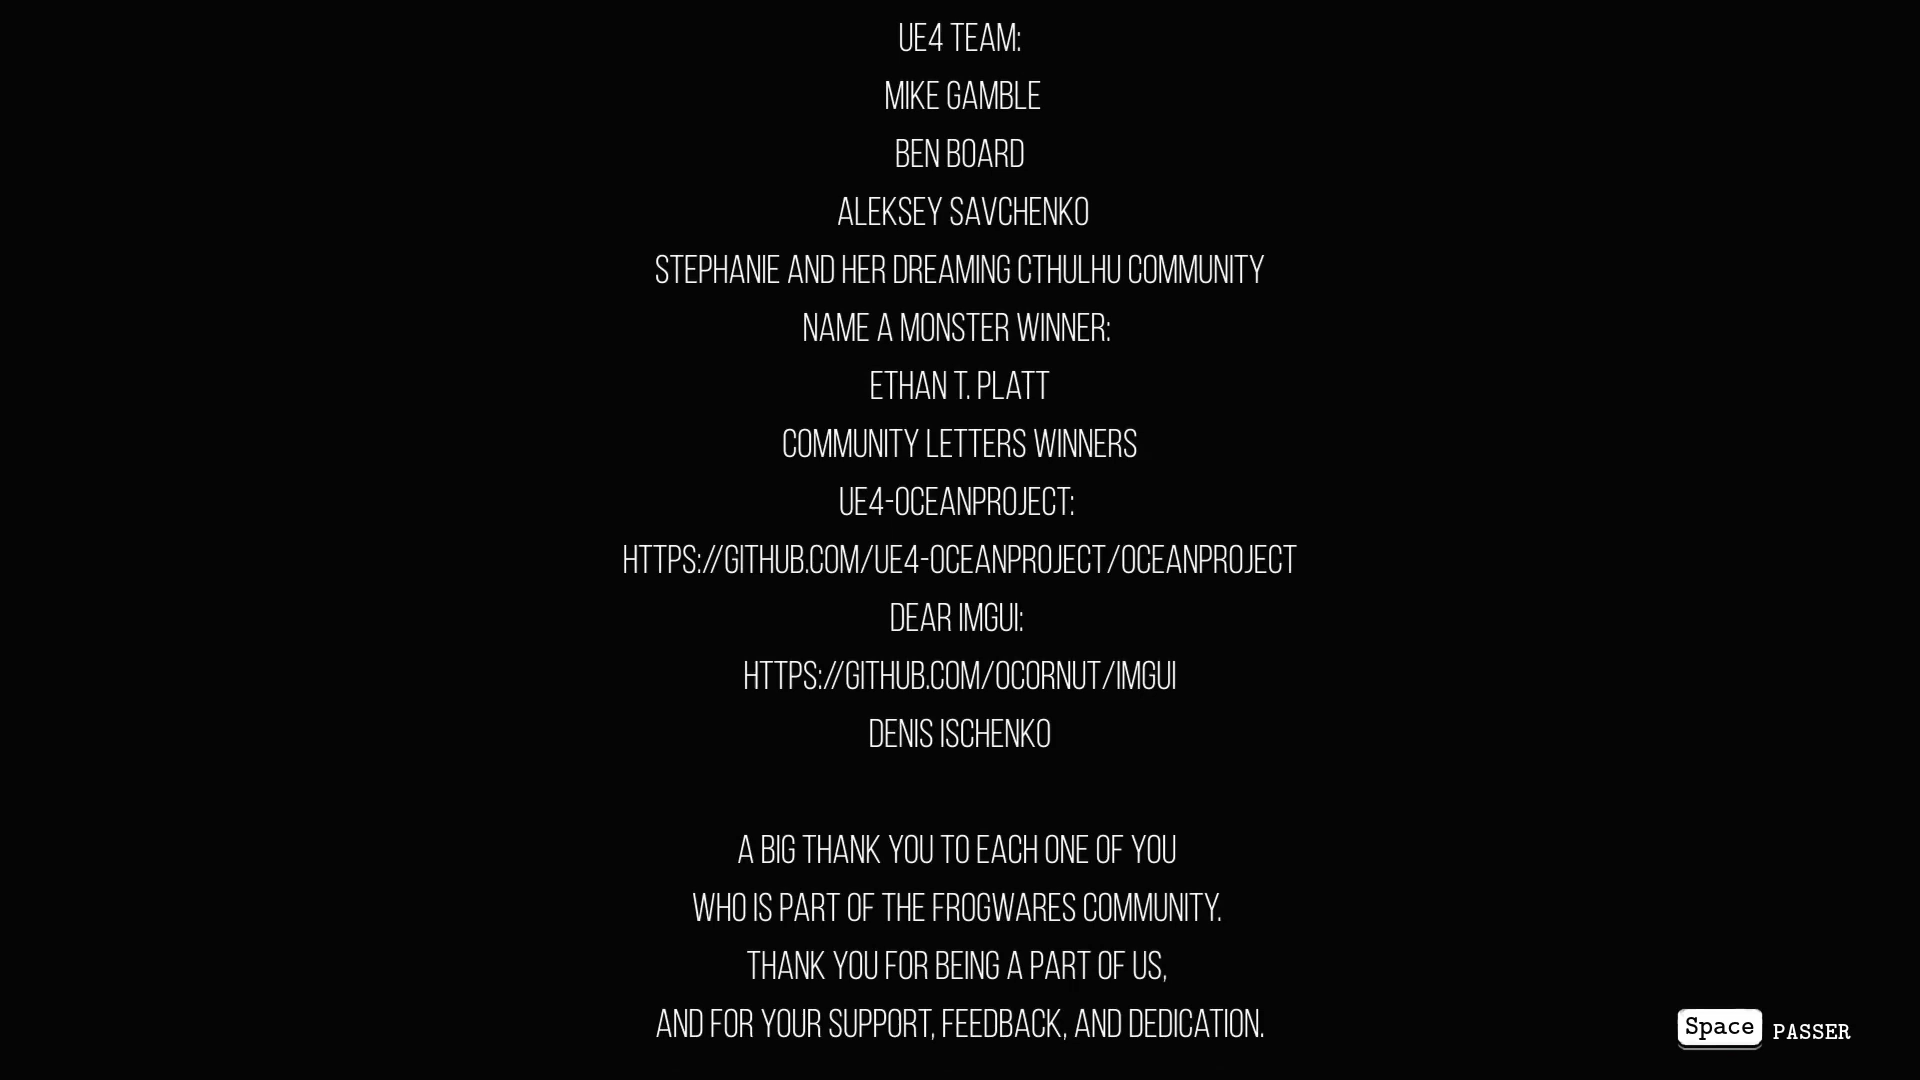 UE4 TEAM:
MIKE GAMBLE
BEN BOARD
ALEKSEY SAVCHENKO
STEPHANIE AND HER DREAMING CTHULHU COMMUNITY
NAME A MONSTER WINNER:
ETHAN T. PLATT
COMMUNITY LETTERS WINNERS
UE4-OCEANPROJECT:
HTTPS://GITHUB.COM/UE4-OCEANPROJECT/OCEANPROJECT
DEAR IMGUI:
HTTPS://GITHUB.COM/OCORNUT/IMGUI
DENIS ISCHENKO
A BIG THANK YOU TO EACH ONE OF YOU
WHO IS PART OF THE FROGWARES COMMUNITY.
THANK YOU FOR BEING A PART OF US,
AND FOR YOUR SUPPORT, FEEDBACK, AND DEDICATION.
Space PASSER